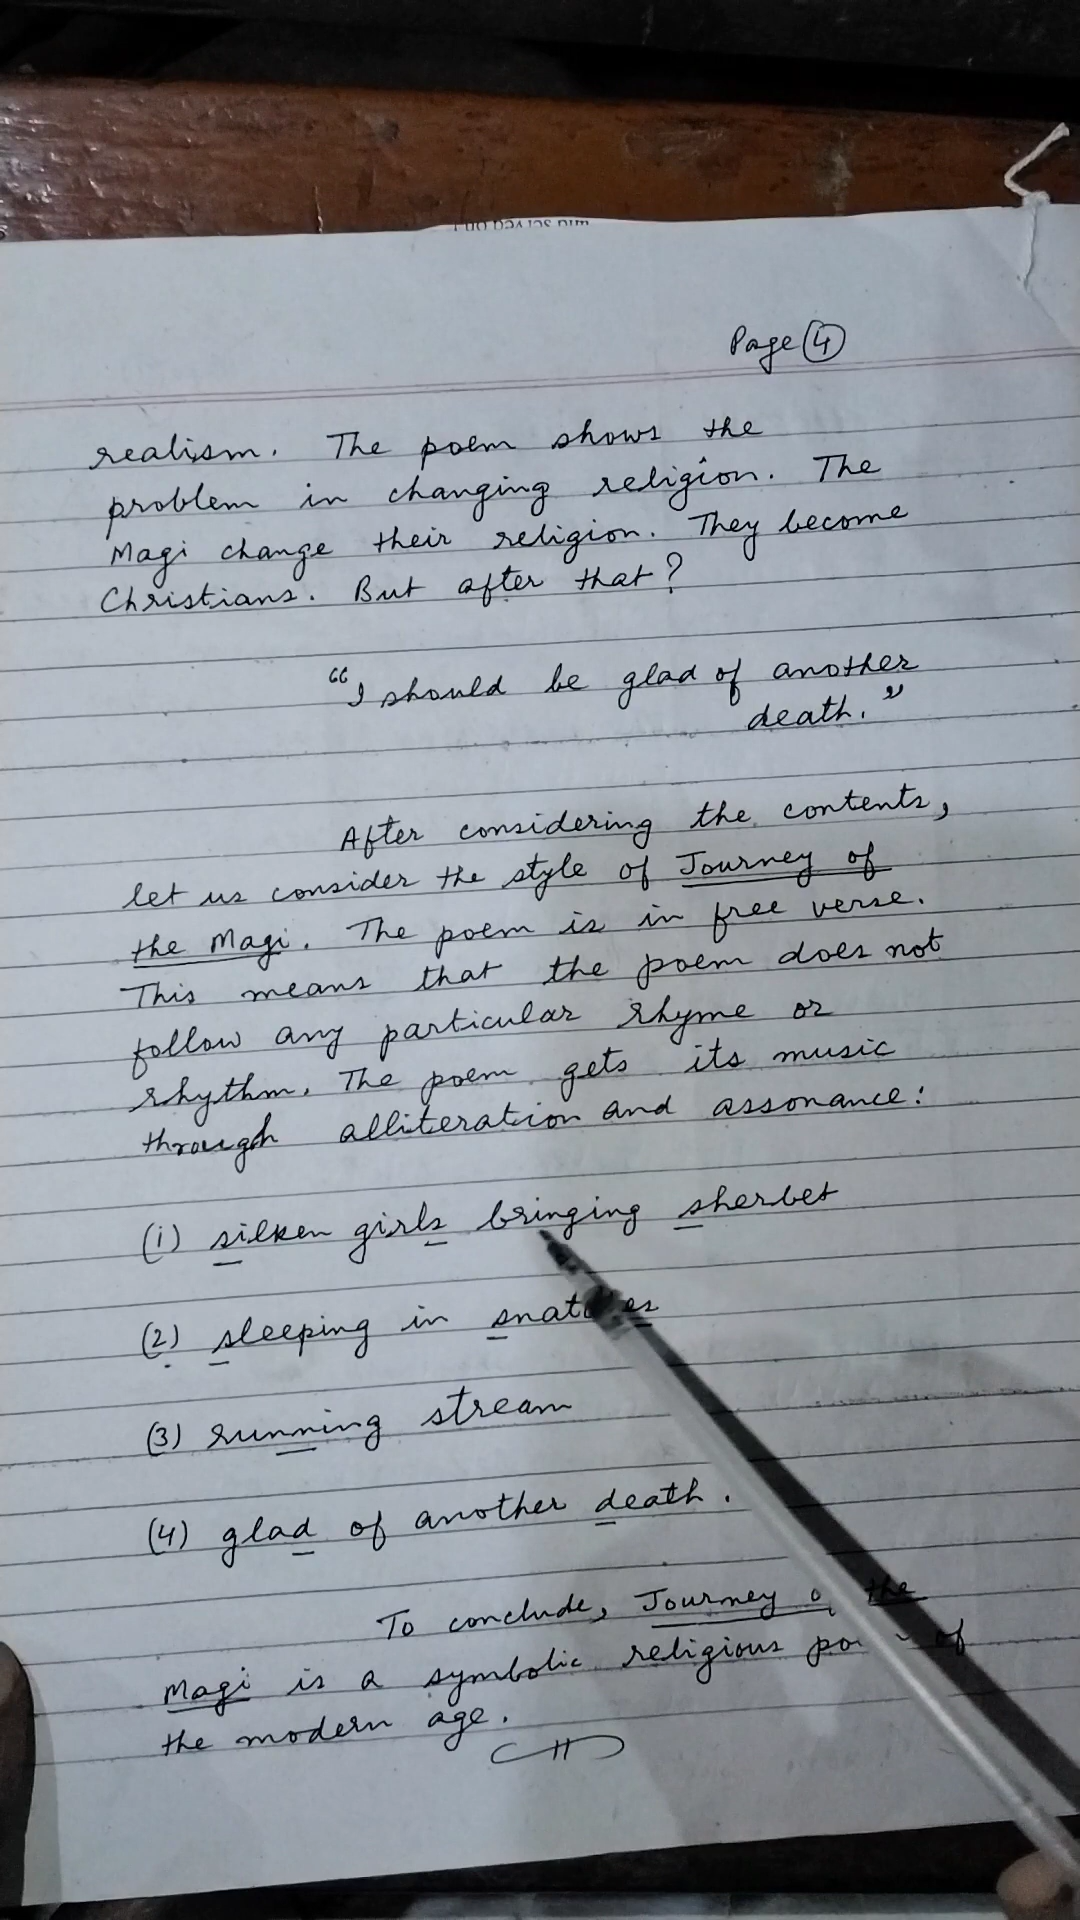 Page 4
realism. The poem shows the
problem in changing religion. The
Magi change their religion. They become
Christians. But after that?
"I should be glad of another
death."
After considering the contents,
let us consider the style of Journey of
the Magi. The poem is in free verse.
This means that the poem does not
follow any particular rhyme or
rhythm. The poem gets its music
through alliteration and assonance:
(1) silken girls bringing sherbet
(2) sleeping in
(3) running stream
(4) glad of another death.
To conclude, Journey the
Magi is a symbolic religious of
the modern age.